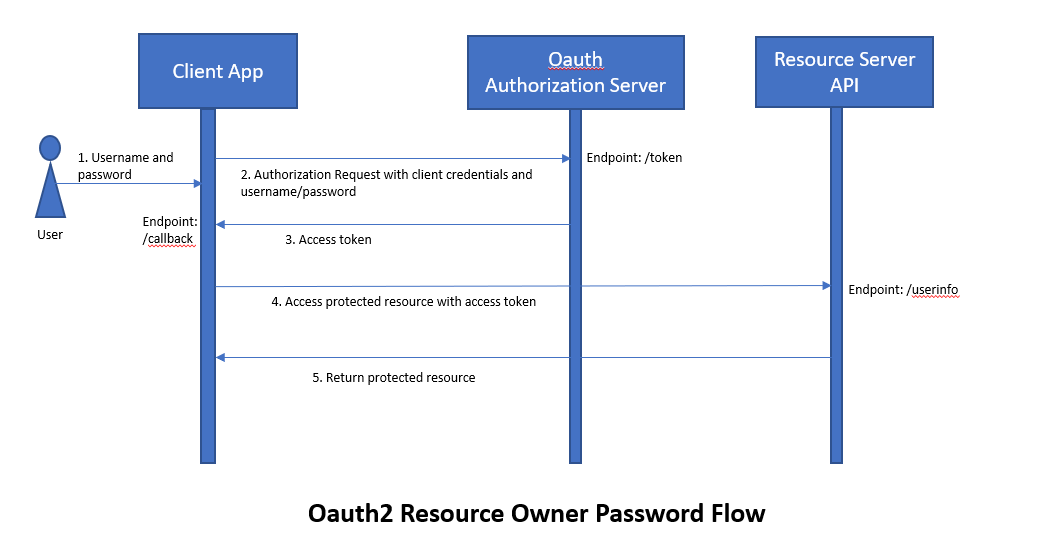 Client App
Oauth
Authorization Server
Resource Server
API
1. Username and
password
Endpoint: /token
2. Authorization Request with client credentials and
username/password
User
Endpoint:
/callback
3. Access token
4. Access protected resource with access token
Endpoint: /userinfo
5. Return protected resource
Oauth2 Resource Owner Password Flow